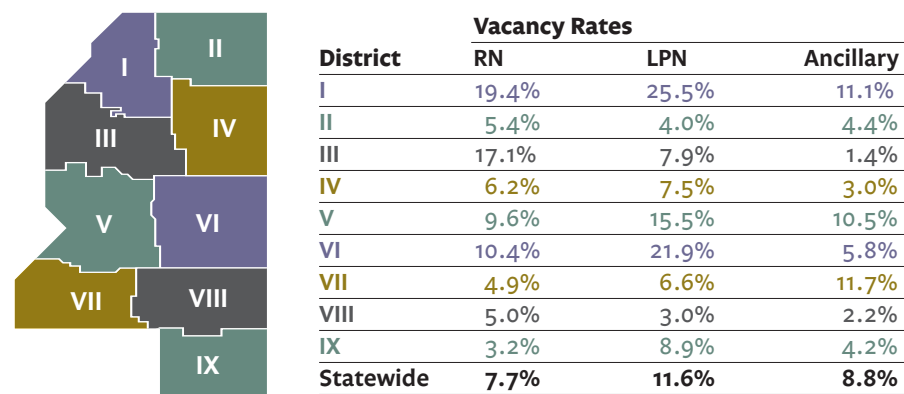 I
II
III
IV
V
VI
VII
VIII
IX
Vacancy Rates
District RN LPN Ancillary
I 19.4% 25.5% 11.1%
II 5.4% 4.0% 4.4%
III 17.1% 7.9% 1.4%
IV 6.2% 7.5% 3.0%
V 9.6% 15.5% 10.5%
VI 10.4% 21.9% 5.8%
VII 4.9% 6.6% 11.7%
VIII 5.0% 3.0% 2.2%
IX 3.2% 8.9% 4.2%
Statewide 7.7% 11.6% 8.8%